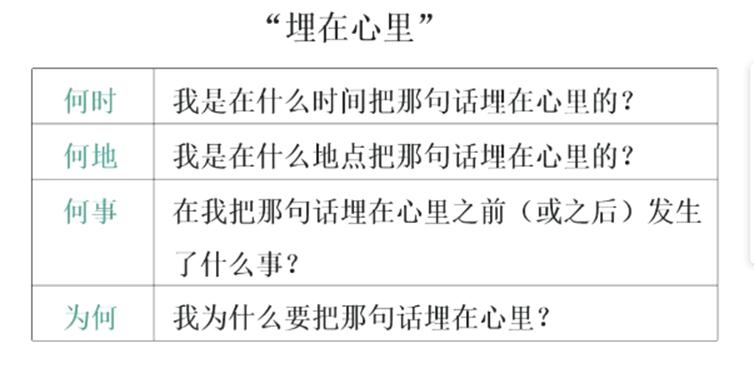 “埋在心里”
何时 我是在什么时间把那句话埋在心里的？
何地 我是在什么地点把那句话埋在心里的？
何事 在我把那句话埋在心里之前（或之后）发生
了什么事？
为何 我为什么要把那句话埋在心里？